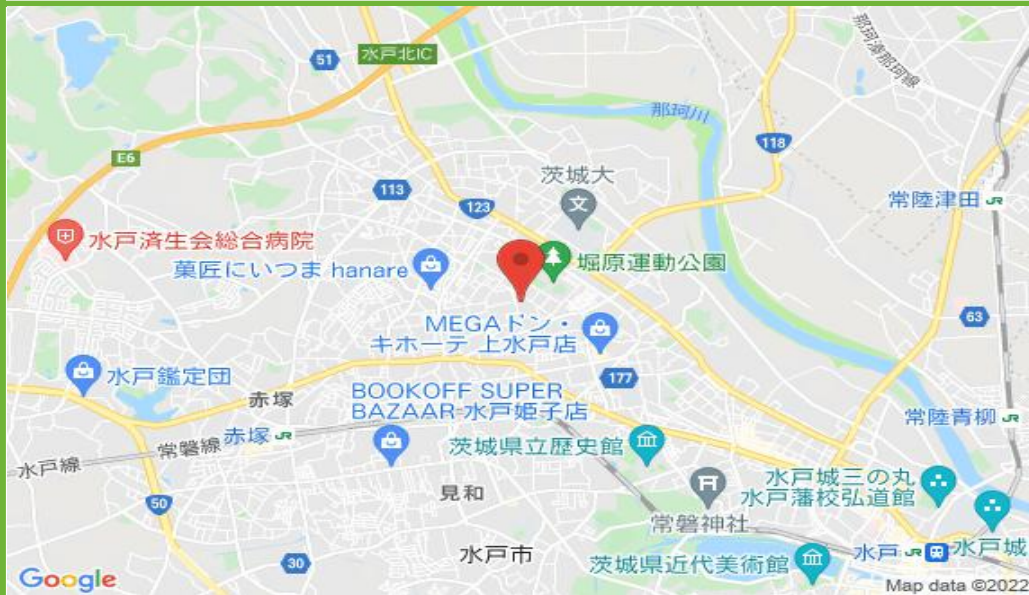 水戸北IC
51
那珂湊那珂線
那珂川
118
E6
113
茨城大
常陸津田
123
水戸済生会総合病院
菓匠にいつま hanare
堀原運動公園
MEGAドン・
キホーテ 上水戸店
63
水戸鑑定団
177
赤塚
BOOKOFF SUPER
BAZAAR 水戸姫子店
常陸青柳
水戸線
常磐線
赤塚
茨城県立歴史館
水戸城三の丸
水戸藩校弘道館
50
見和
常磐神社
水戸市
30
茨城県近代美術館
水戸
水戸城
Google
Map data ©2022